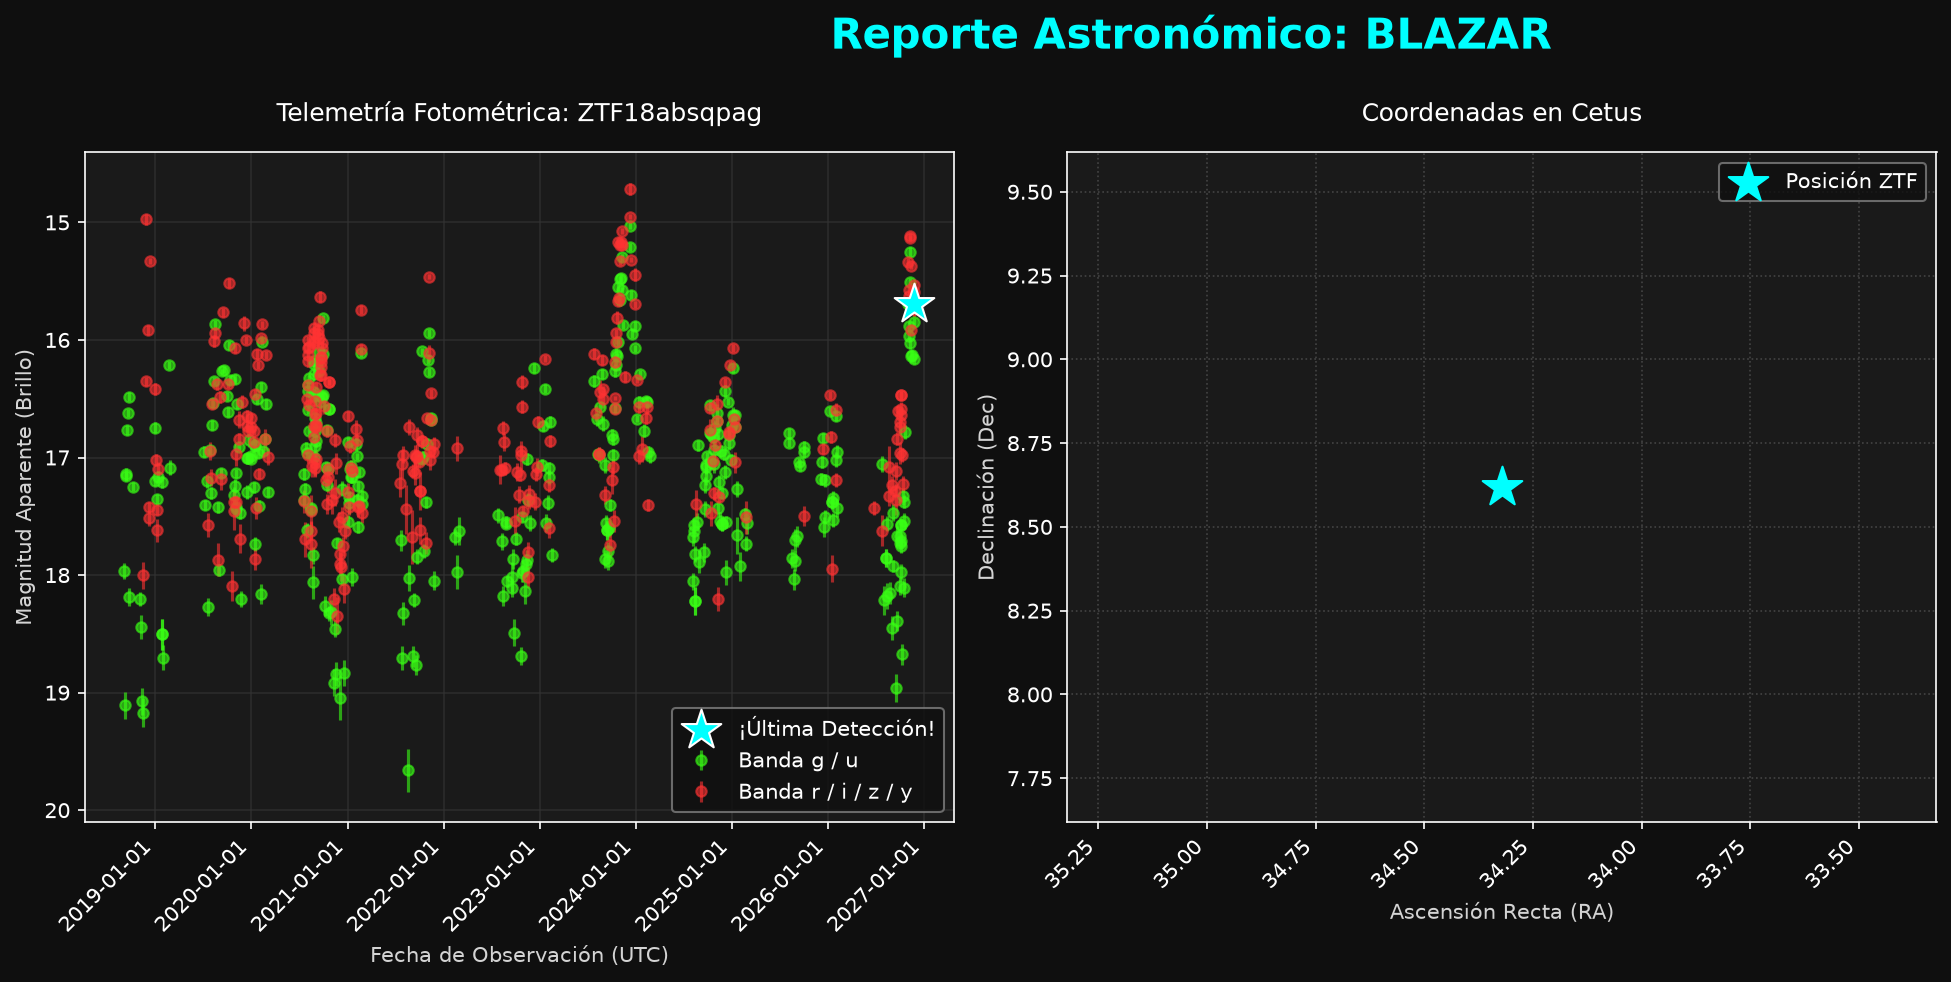 Reporte Astronómico: BLAZAR
Telemetría Fotométrica: ZTF18absqpag
Magnitud Aparente (Brillo)
15
16
17
18
19
20
¡Última Detección!
Banda g / u
Banda r / i / z / y
2019-01-01
2020-01-01
2021-01-01
2022-01-01
2023-01-01
2024-01-01
2025-01-01
2026-01-01
2027-01-01
Fecha de Observación (UTC)
Coordenadas en Cetus
Posición ZTF
Declinación (Dec)
9.50
9.25
9.00
8.75
8.50
8.25
8.00
7.75
35.25
35.00
34.75
34.50
34.25
34.00
33.75
33.50
Ascensión Recta (RA)